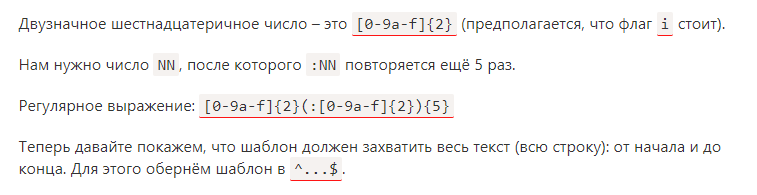 Двузначное шестнадцатеричное число – это [0-9a-f]{2} (предполагается, что флаг i стоит).
Нам нужно число NN, после которого :NN повторяется ещё 5 раз.
Регулярное выражение: [0-9a-f]{2}(:[0-9a-f]{2}){5}
Теперь давайте покажем, что шаблон должен захватить весь текст (всю строку): от начала и до
конца. Для этого обернём шаблон в ^...$.